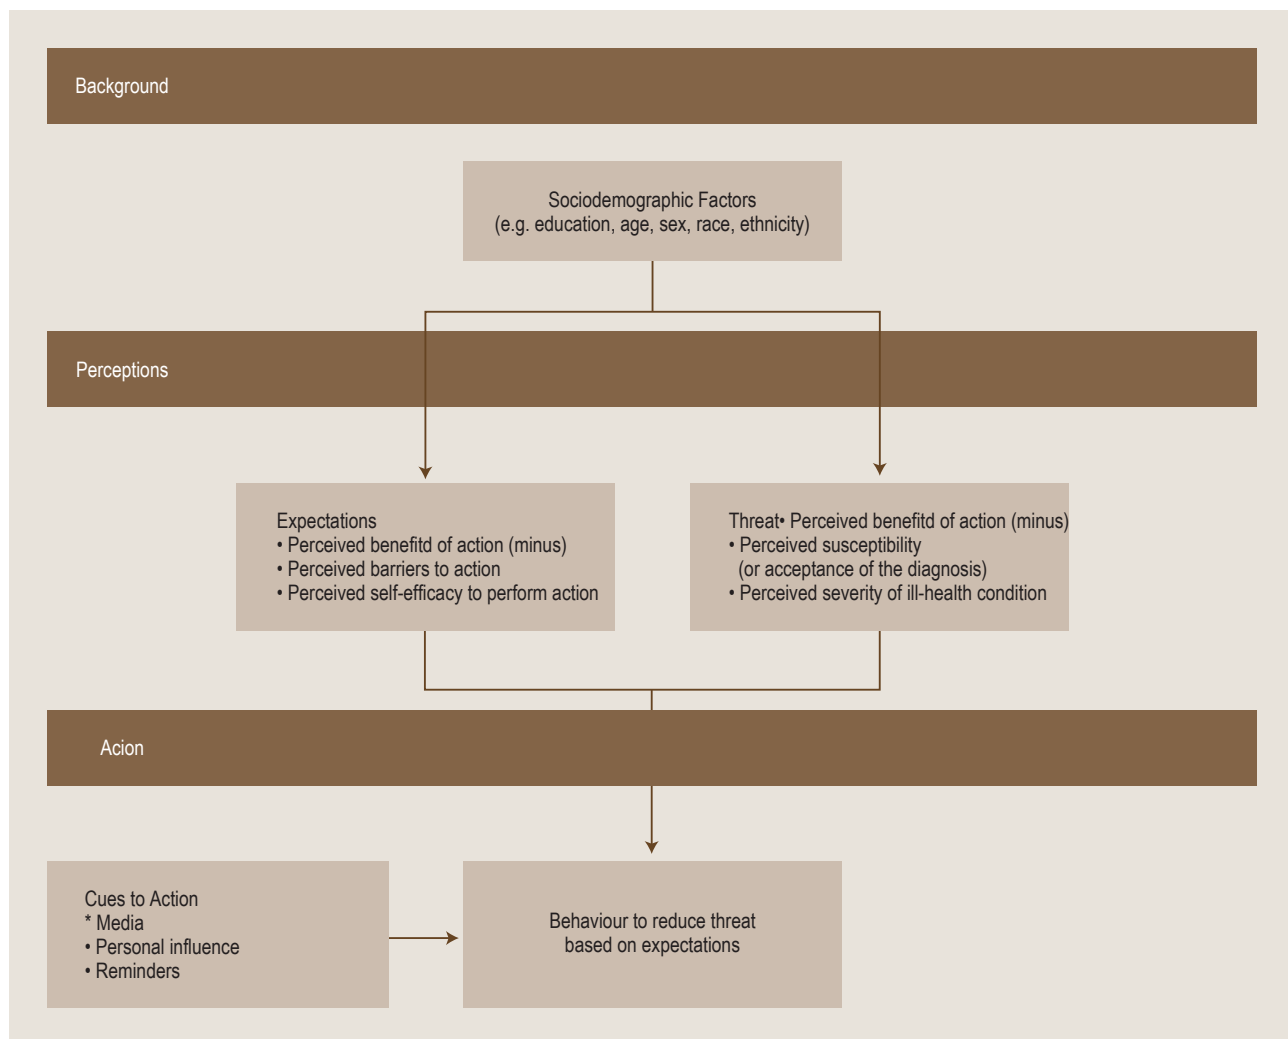 Background
Sociodemographic Factors
(e.g. education, age, sex, race, ethnicity)
Perceptions
Expectations
• Perceived benefitd of action (minus)
• Perceived barriers to action
• Perceived self-efficacy to perform action
Threat• Perceived benefitd of action (minus)
• Perceived susceptibility
(or acceptance of the diagnosis)
• Perceived severity of ill-health condition
Acion
Cues to Action
* Media
• Personal influence
• Reminders
Behaviour to reduce threat
based on expectations